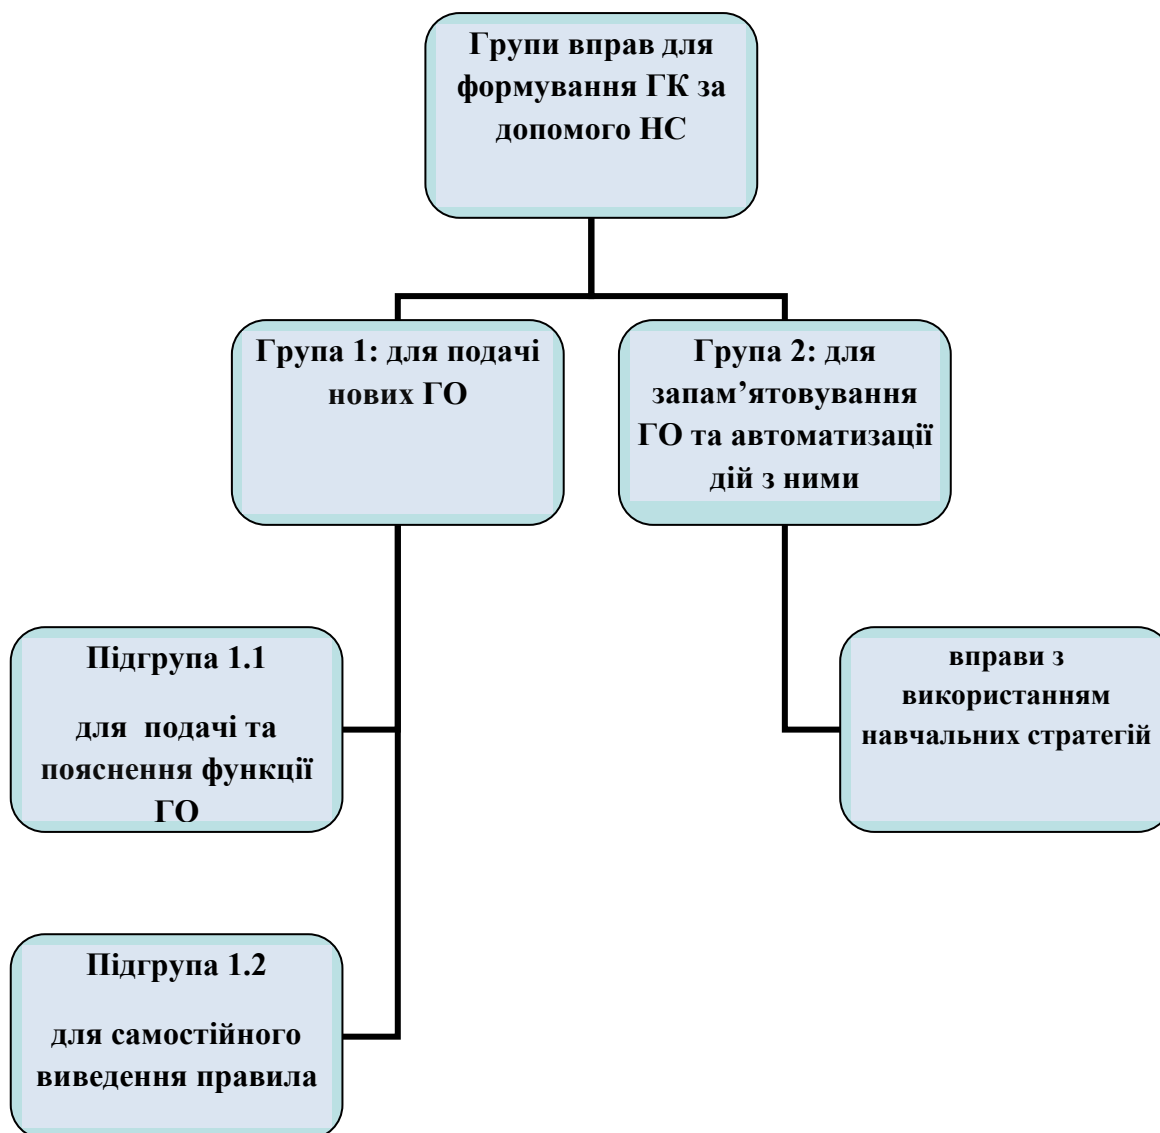 Групи вправ для
формування ГК за
допомого НС
Група 1: для подачі
нових ГО
Група 2: для
запам’ятовування
ГО та автоматизації
дій з ними
Підгрупа 1.1
для подачі та
пояснення функції
ГО
вправи з
використанням
навчальних стратегій
Підгрупа 1.2
для самостійного
виведення правила